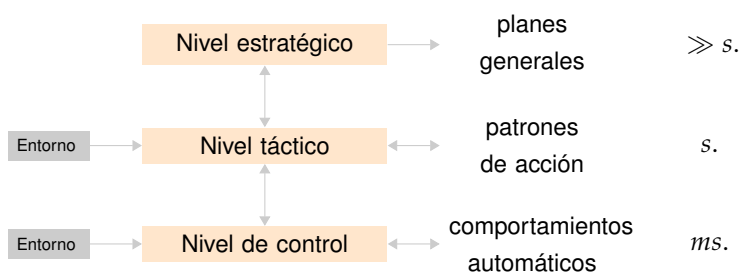 Nivel estratégico
planes
generales
≫ s.
Entorno
Nivel táctico
patrones
de acción
s.
Entorno
Nivel de control
comportamientos
automáticos
ms.